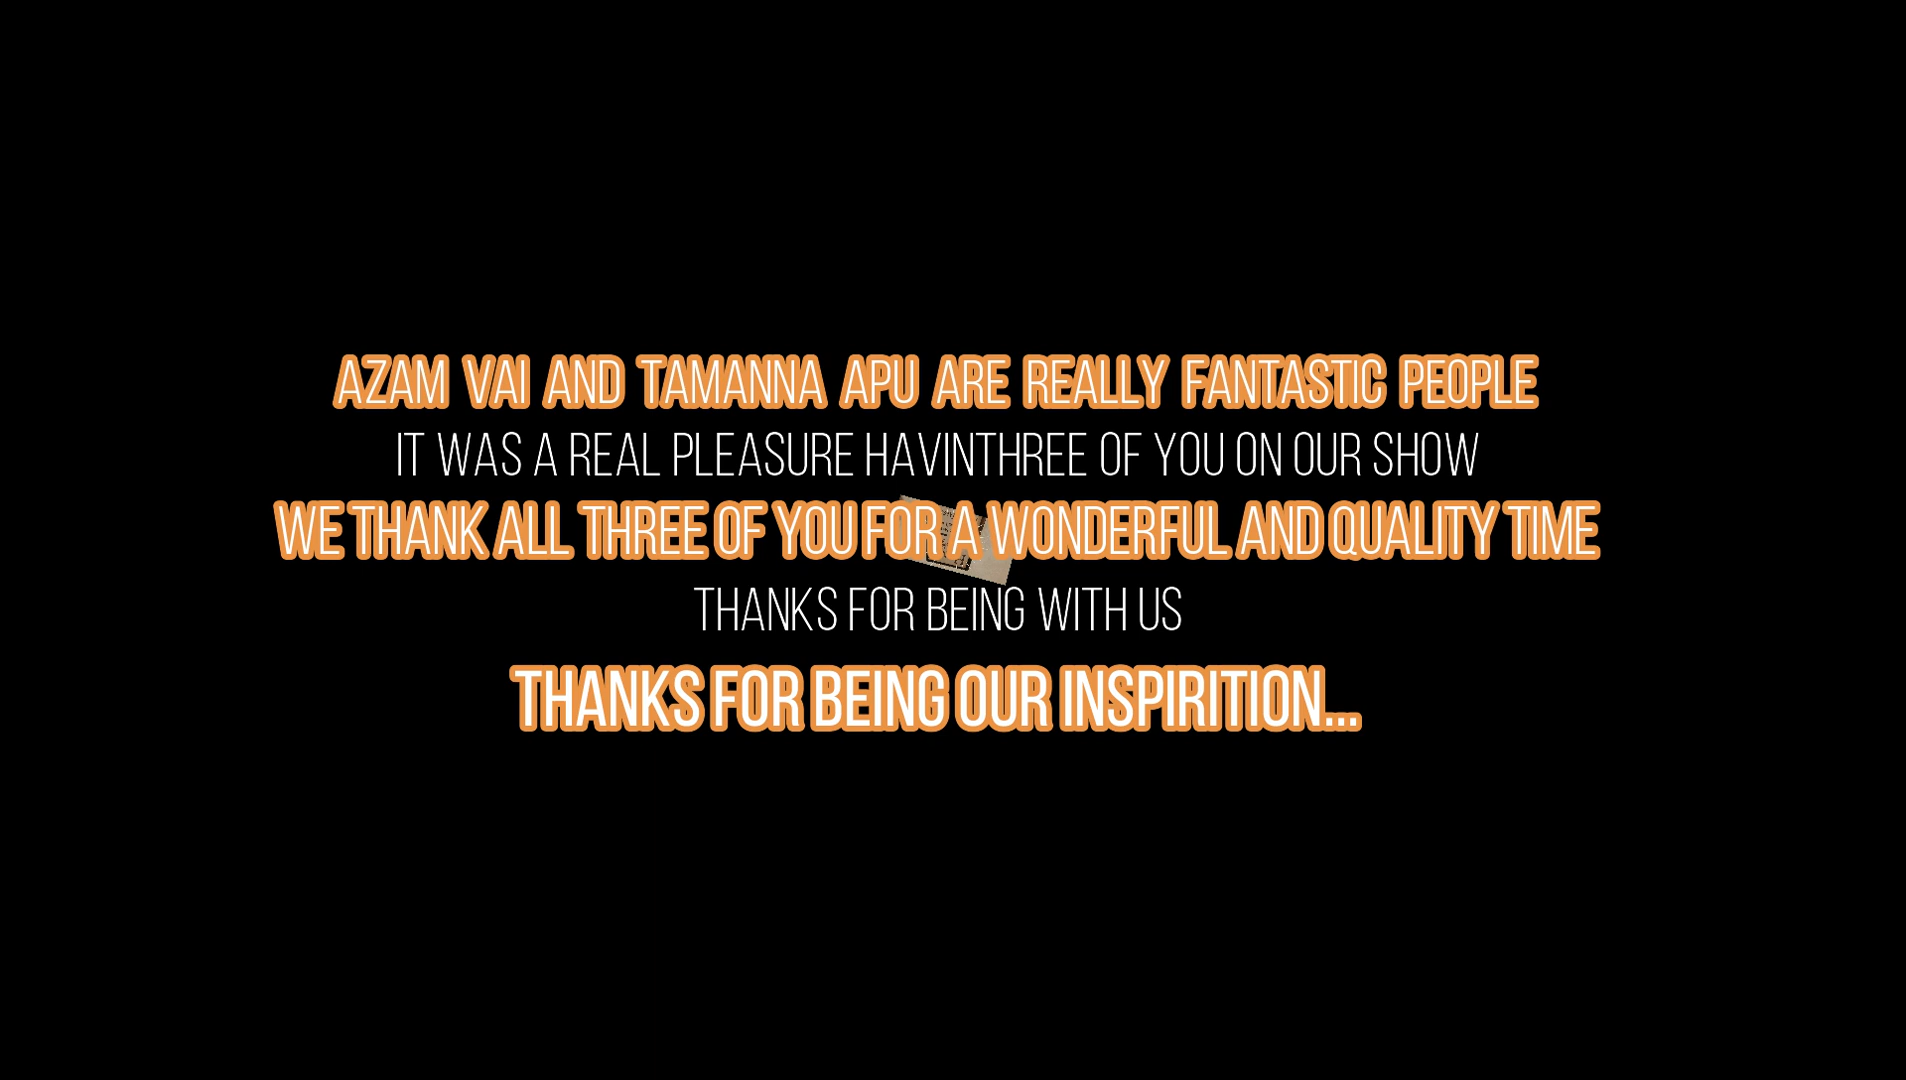 AZAM VAI AND TAMANNA APU ARE REALLY FANTASTIC PEOPLE
IT WAS A REAL PLEASURE HAVINTHREE OF YOU ON OUR SHOW
WE THANK ALL THREE OF YOU FOR A WONDERFUL AND QUALITY TIME
THANKS FOR BEING WITH US
THANKS FOR BEING OUR INSPIRITION...